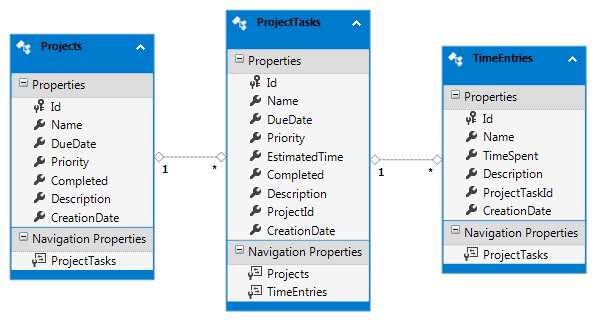 Projects
Properties
Id
Name
DueDate
Priority
Completed
Description
CreationDate
Navigation Properties
ProjectTasks
1
*
ProjectTasks
Properties
Id
Name
DueDate
Priority
EstimatedTime
Completed
Description
ProjectId
CreationDate
Navigation Properties
Projects
TimeEntries
1
*
TimeEntries
Properties
Id
Name
TimeSpent
Description
ProjectTaskId
CreationDate
Navigation Properties
ProjectTasks